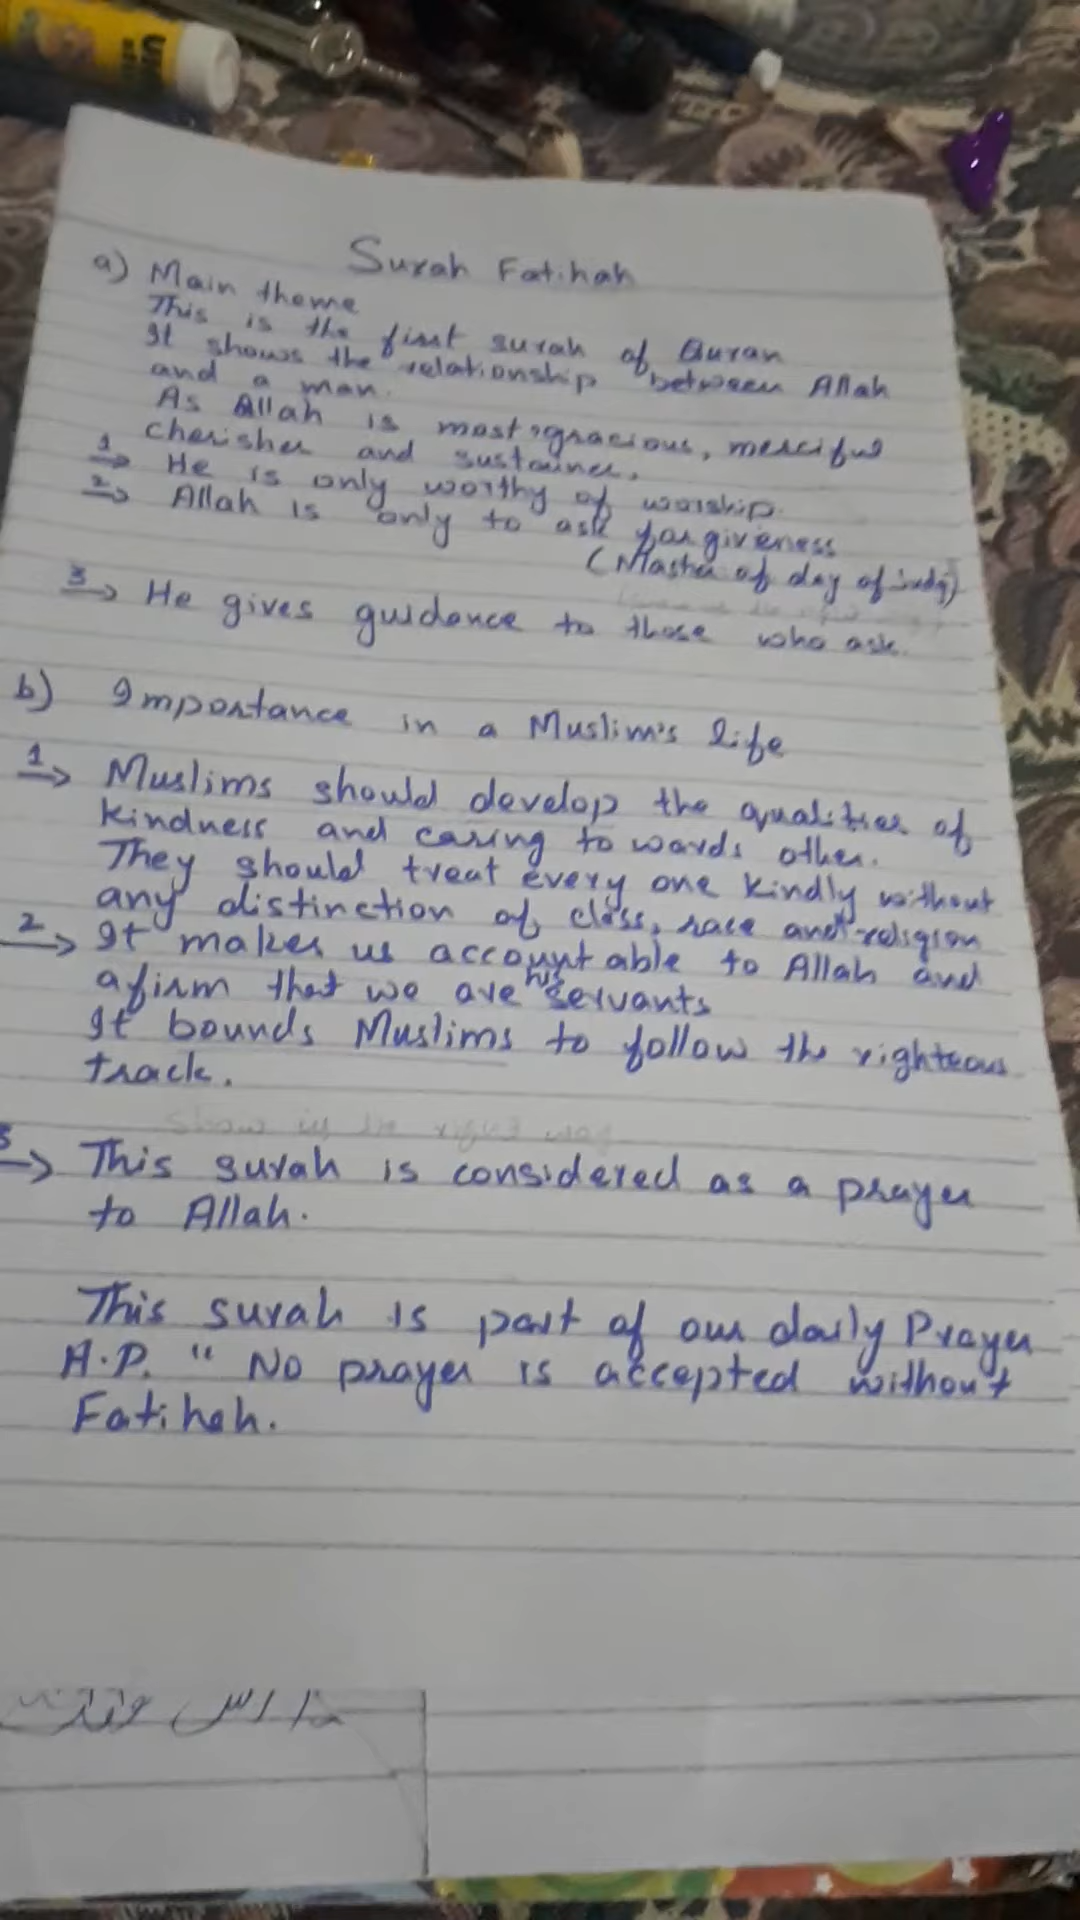 Surah Fatihah
a) Main theme
This is the first surah of Quran
It shows the relationship between Allah
and a man.
As Allah is most gracious, merciful
cherisher and sustainer.
1→ He is only worthy of worship.
2→ Allah is only to ask forgiveness
(Master of day of judg)
3→ He gives guidance to those who ask.
b) Importance in a Muslim's life
1→ Muslims should develop the qualities of
kindness and caring to wards other.
They should treat every one kindly without
any distinction of class, race and religion
2→ It makes us accountable to Allah and
afirm that we are his servants
It bounds Muslims to follow the righteous
track.
3→ This surah is considered as a prayer
to Allah.
This surah is part of our daily Prayer
H.P. " No prayer is accepted without
Fatihah.